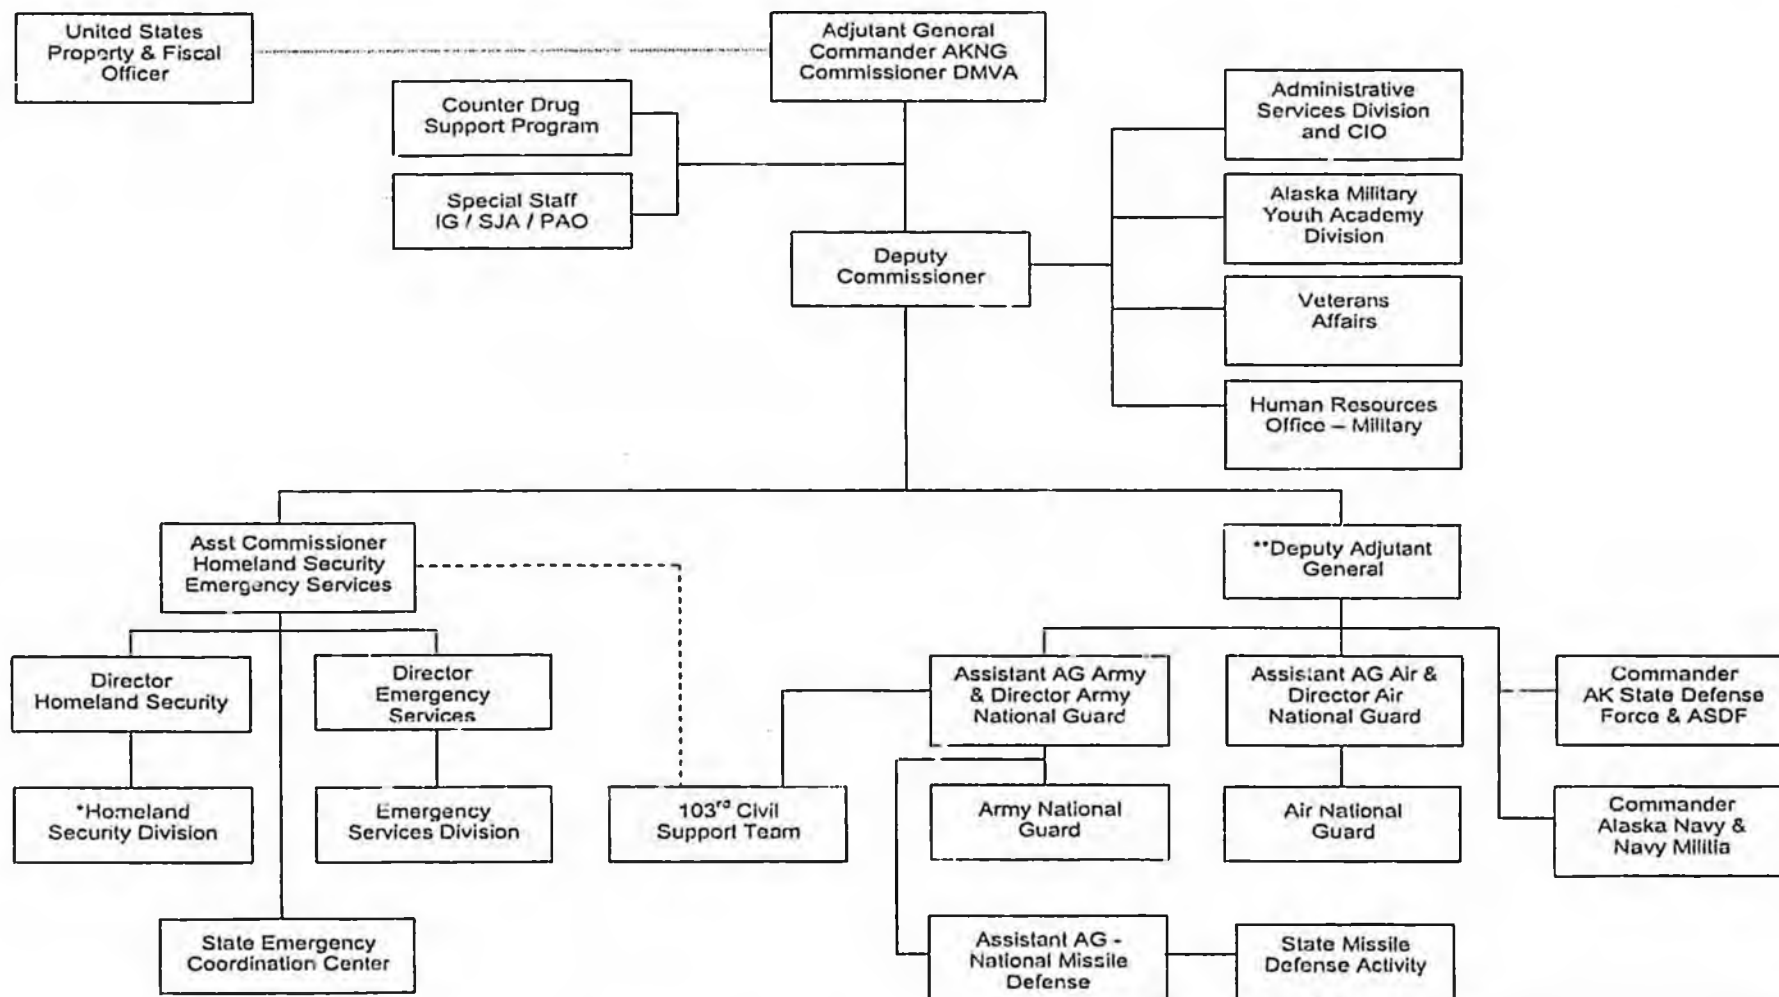 United States
Property & Fiscal
Officer
Adjutant General
Commander AKNG
Commissioner DMVA
Counter Drug
Support Program
Special Staff
IG / SJA / PAO
Administrative
Services Division
and CIO
Alaska Military
Youth Academy
Division
Deputy
Commissioner
Veterans
Affairs
Human Resources
Office – Military
Asst Commissioner
Homeland Security
Emergency Services
**Deputy Adjutant
General
Director
Homeland Security
Director
Emergency
Services
Assistant AG Army
& Director Army
National Guard
Assistant AG Air &
Director Air
National Guard
Commander
AK State Defense
Force & ASDF
*Homeland
Security Division
Emergency
Services Division
103rd Civil
Support Team
Army National
Guard
Air National
Guard
Commander
Alaska Navy &
Navy Militia
State Emergency
Coordination Center
Assistant AG -
National Missile
Defense
State Missile
Defense Activity